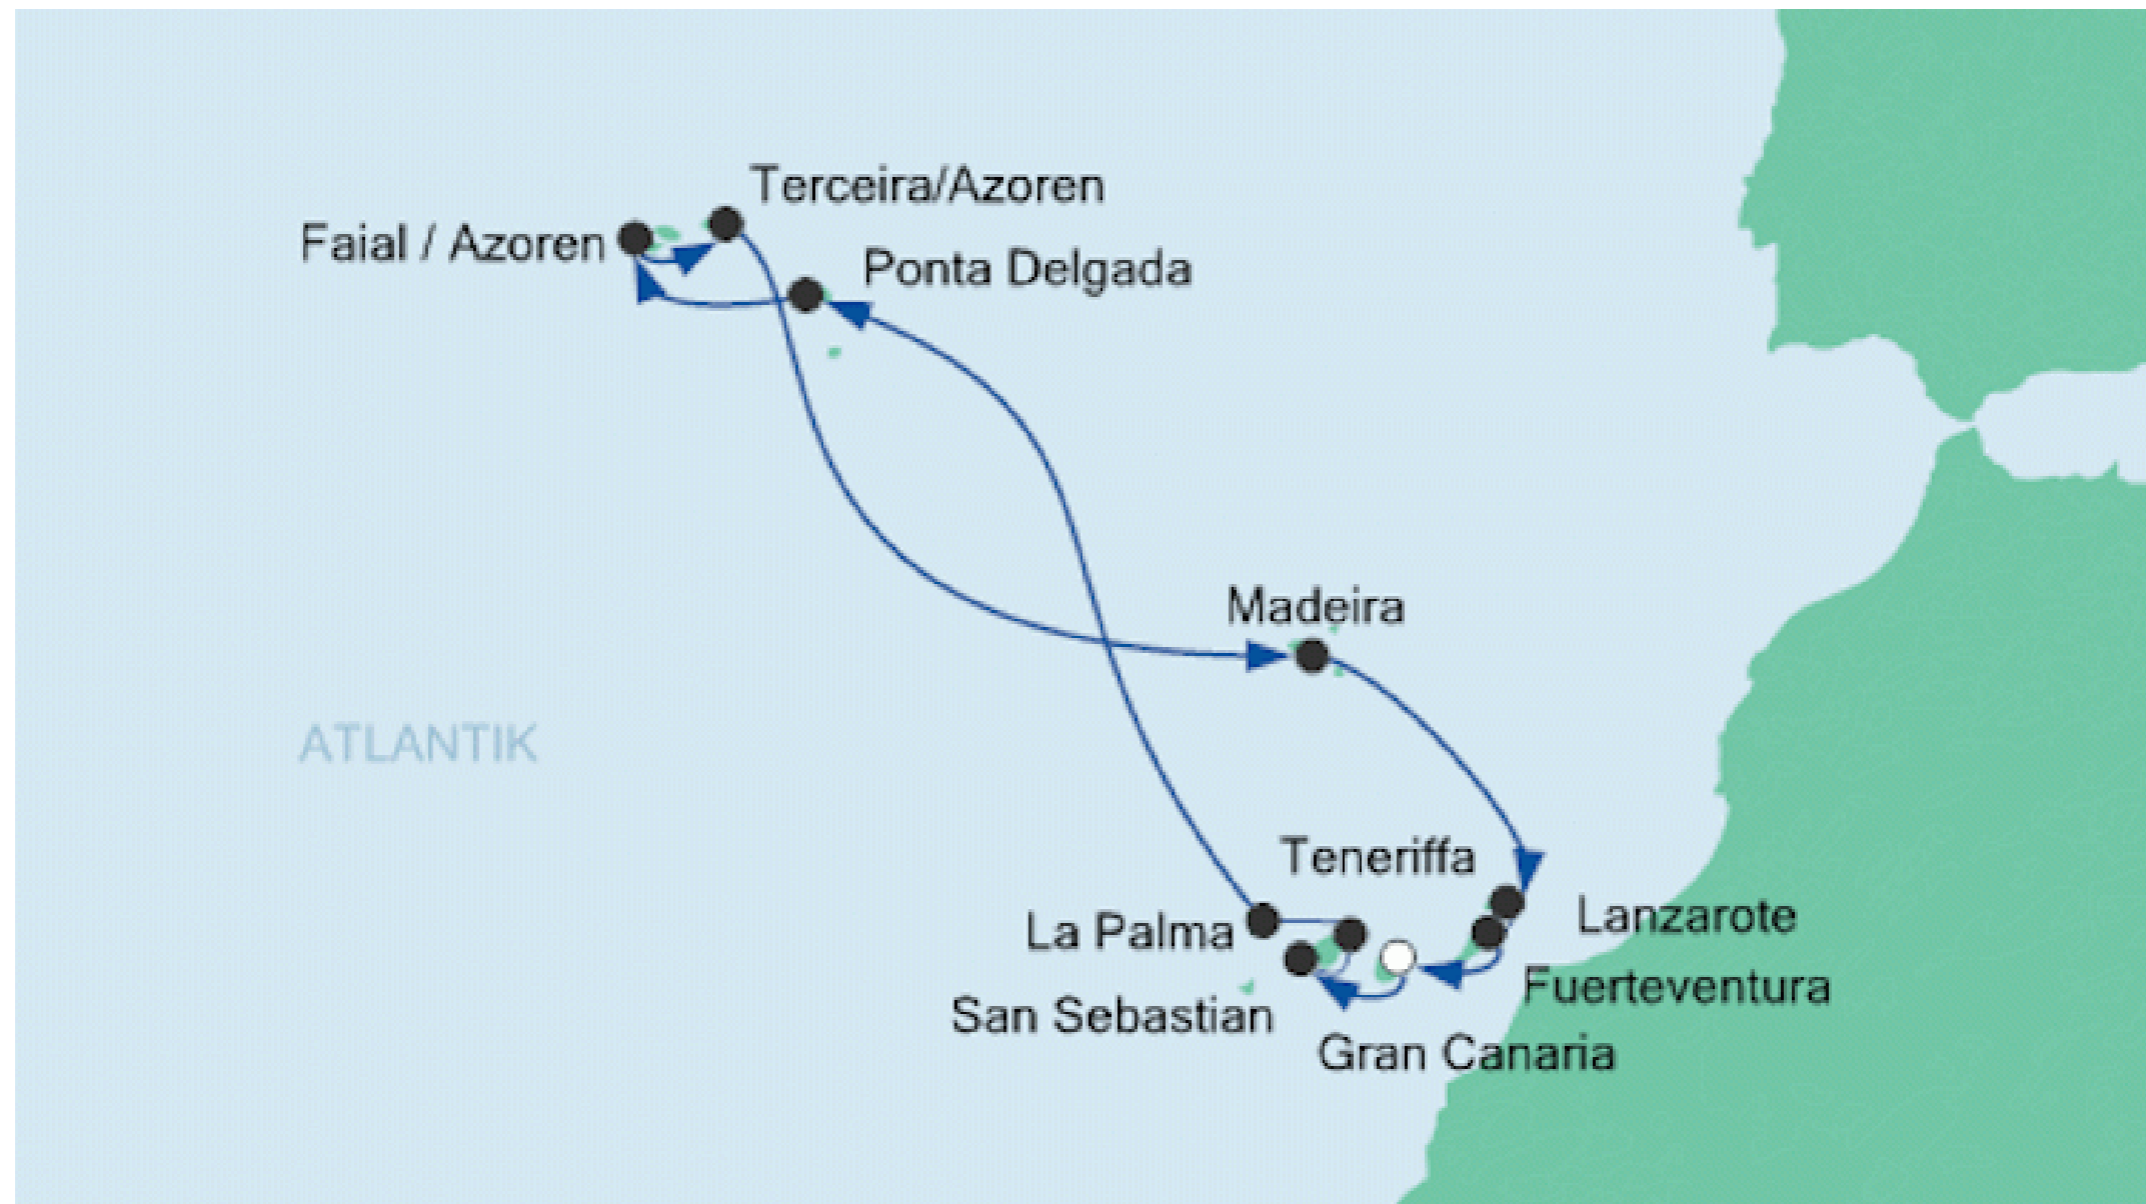 Terceira/Azoren
Faial / Azoren
Ponta Delgada
Madeira
ATLANTIK
Teneriffa
Lanzarote
La Palma
Fuerteventura
San Sebastian
Gran Canaria